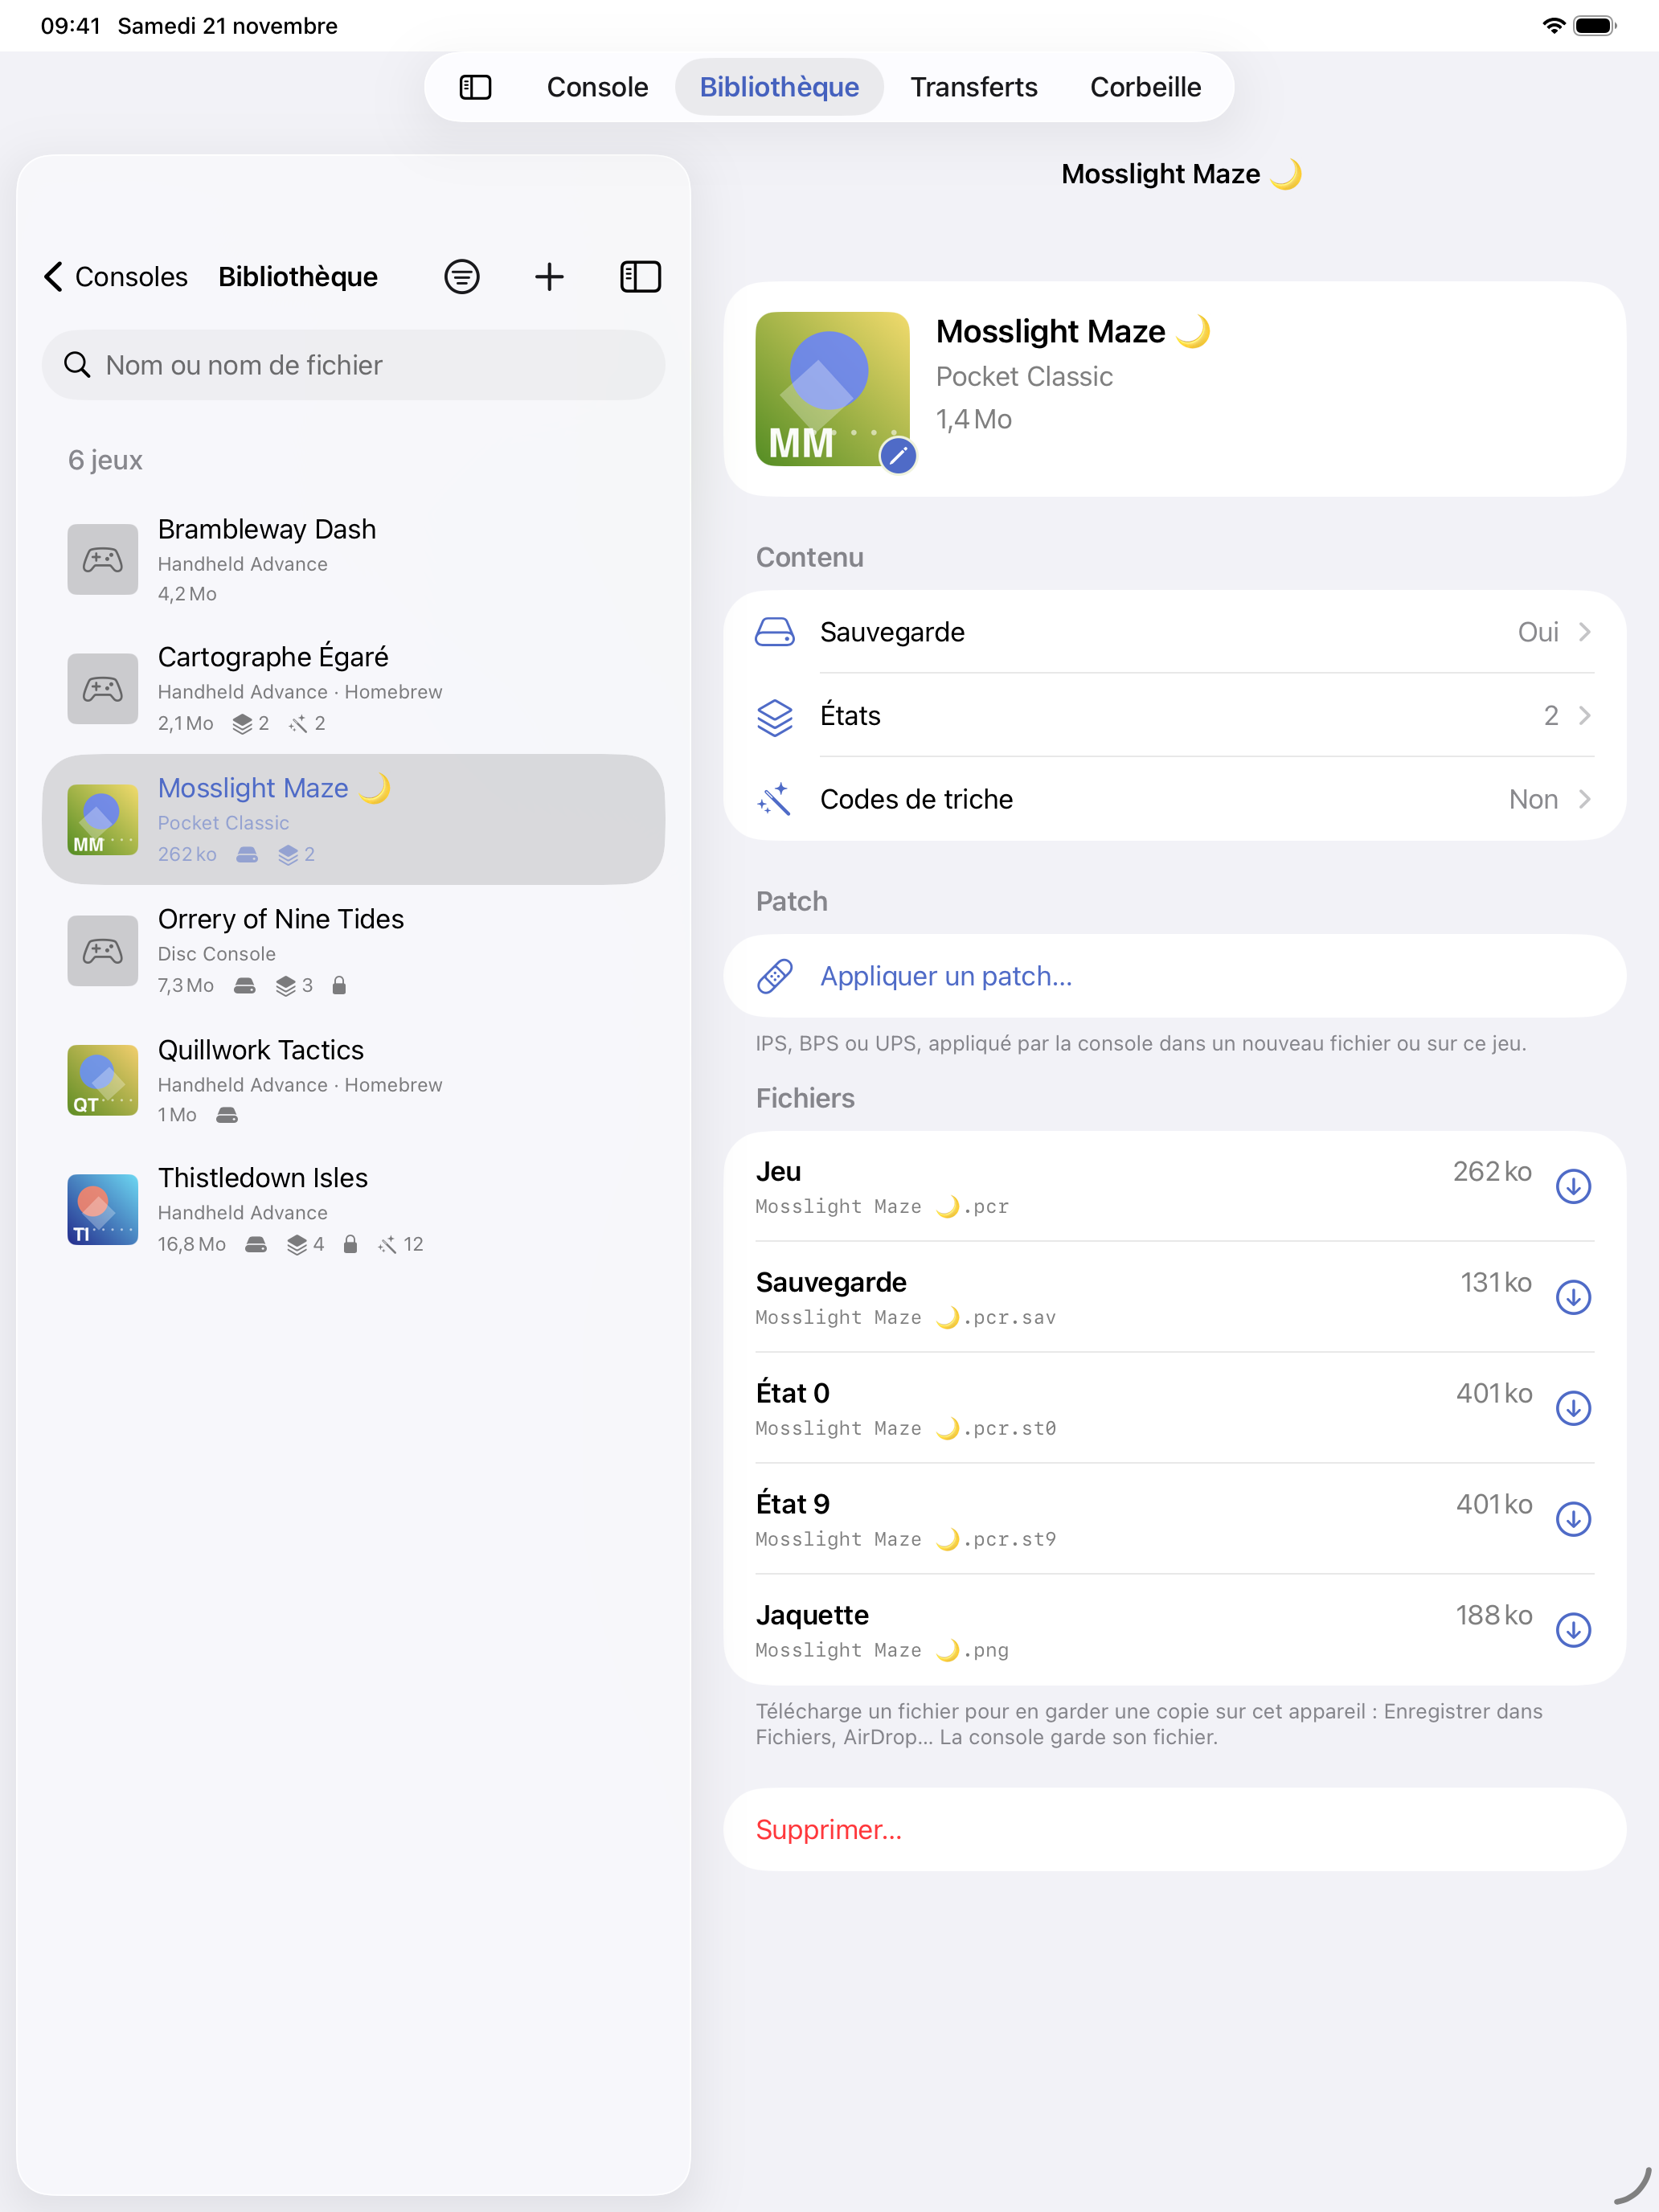 09:41 Samedi 21 novembre
Console Bibliothèque Transferts Corbeille
Consoles Bibliothèque
Nom ou nom de fichier
6 jeux
Brambleway Dash
Handheld Advance
4,2 Mo
Cartographe Égaré
Handheld Advance · Homebrew
2,1 Mo 2 2
MM
Mosslight Maze 🌙
Pocket Classic
262 ko 2
Orrery of Nine Tides
Disc Console
7,3 Mo 3
QT
Quillwork Tactics
Handheld Advance · Homebrew
1 Mo
TI
Thistledown Isles
Handheld Advance
16,8 Mo 4 12
Mosslight Maze 🌙
MM
Mosslight Maze 🌙
Pocket Classic
1,4 Mo
Contenu
Sauvegarde Oui
États 2
Codes de triche Non
Patch
Appliquer un patch…
IPS, BPS ou UPS, appliqué par la console dans un nouveau fichier ou sur ce jeu.
Fichiers
Jeu 262 ko
Mosslight Maze 🌙.pcr
Sauvegarde 131 ko
Mosslight Maze 🌙.pcr.sav
État 0 401 ko
Mosslight Maze 🌙.pcr.st0
État 9 401 ko
Mosslight Maze 🌙.pcr.st9
Jaquette 188 ko
Mosslight Maze 🌙.png
Télécharge un fichier pour en garder une copie sur cet appareil : Enregistrer dans
Fichiers, AirDrop… La console garde son fichier.
Supprimer…